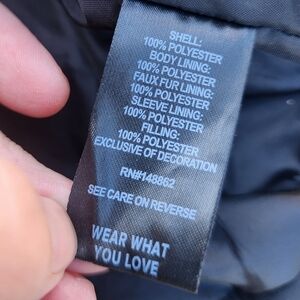 SHELL:
100% POLYESTER
BODY LINING:
100% POLYESTER
FAUX FUR LINING:
100% POLYESTER
SLEEVE LINING:
100% POLYESTER
FILLING:
100% POLYESTER
EXCLUSIVE OF DECORATION
RN#148862
SEE CARE ON REVERSE
WEAR WHAT
YOU LOVE